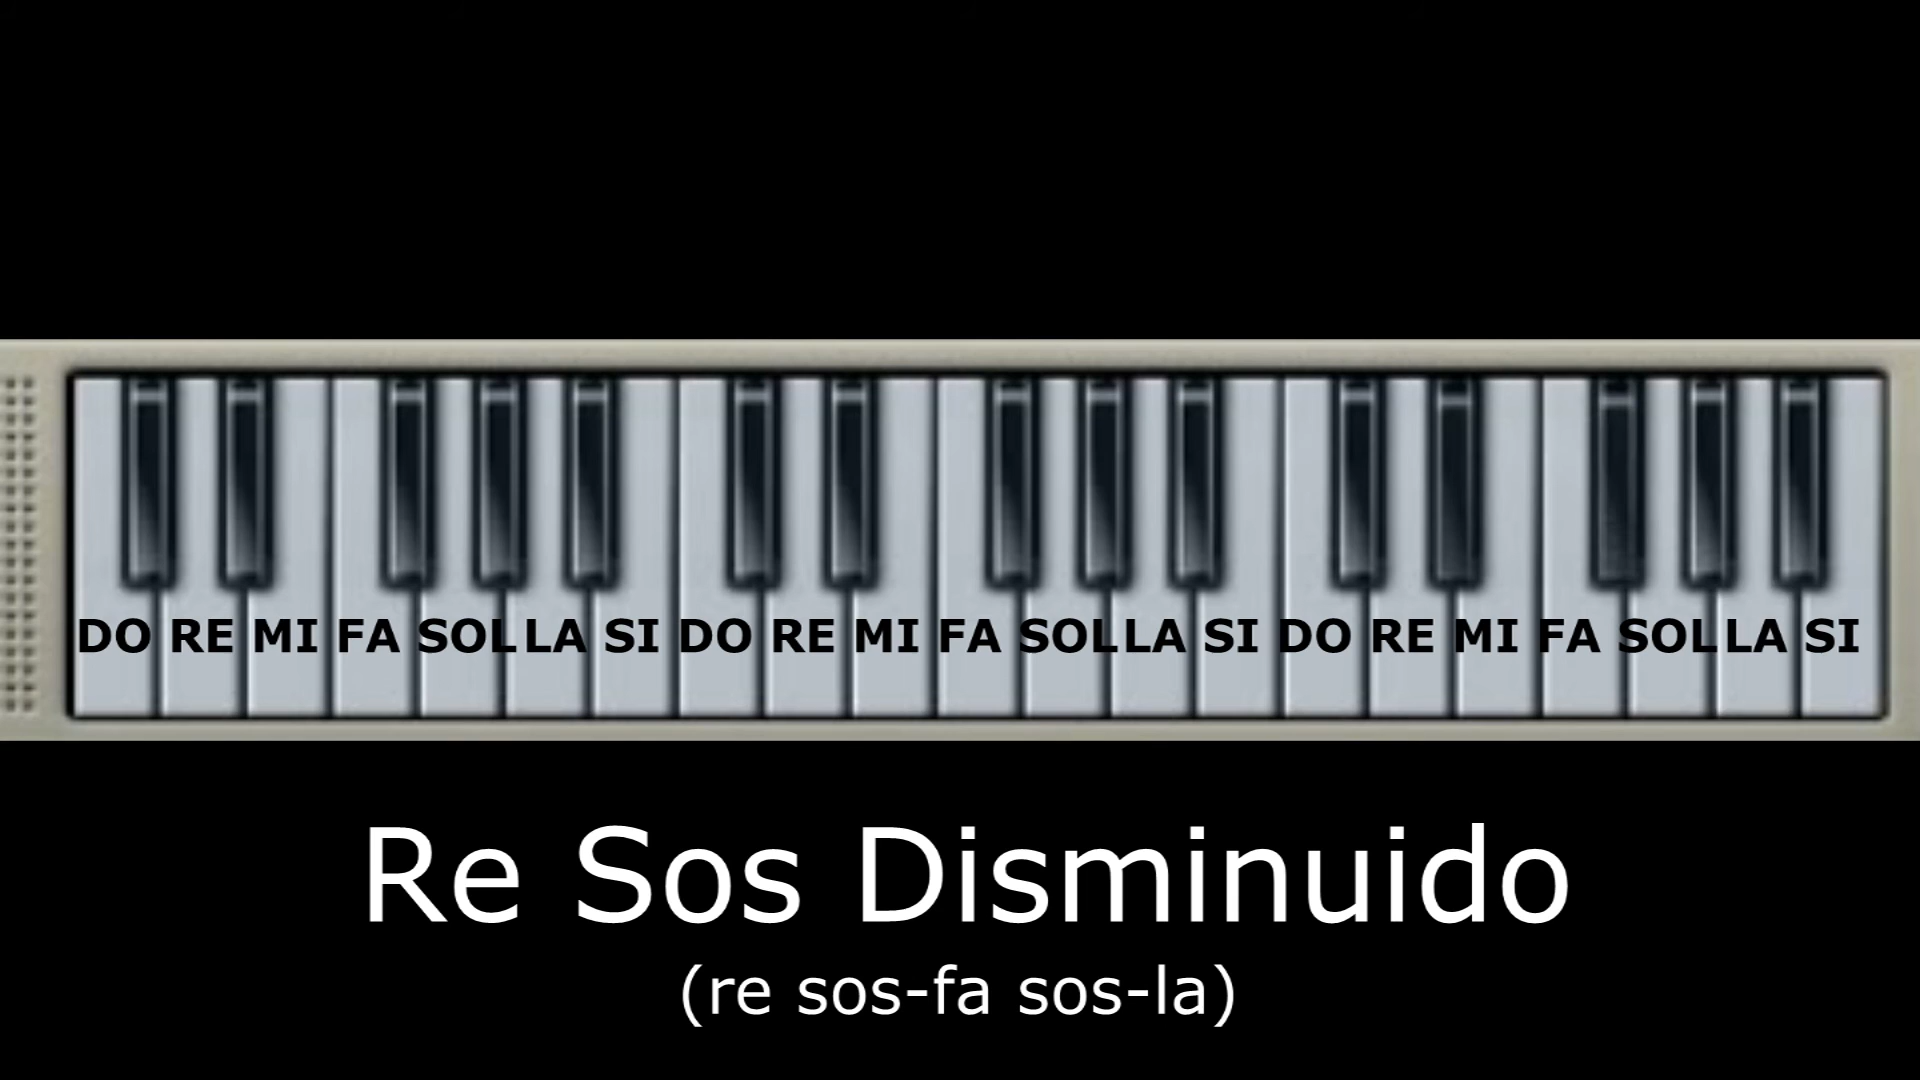 DO RE MI FA SOL LA SI DO RE MI FA SOL LA SI DO RE MI FA SOL LA SI
Re Sos Disminuido
(re sos-fa sos-la)